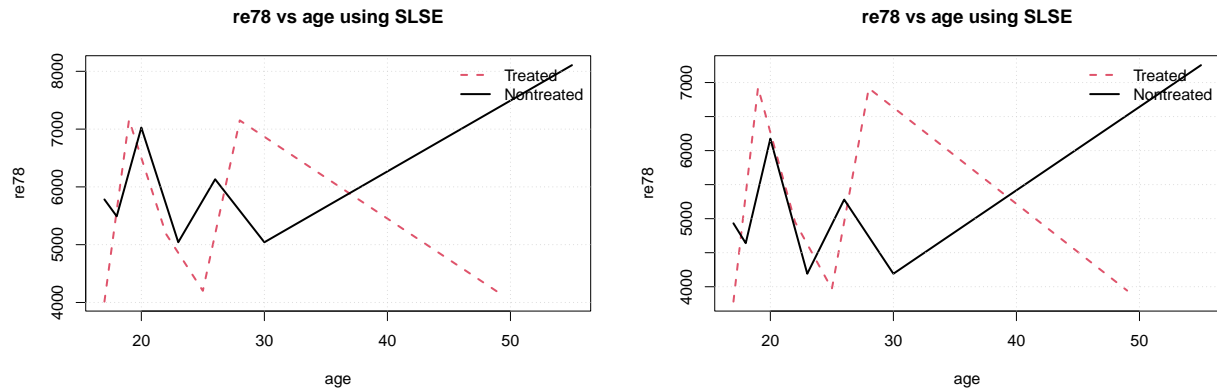 re78 vs age using SLSE
8000
7000
6000
5000
4000
re78
Treated
Nontreated
20
30
40
50
age
re78 vs age using SLSE
7000
6000
5000
4000
re78
Treated
Nontreated
20
30
40
50
age